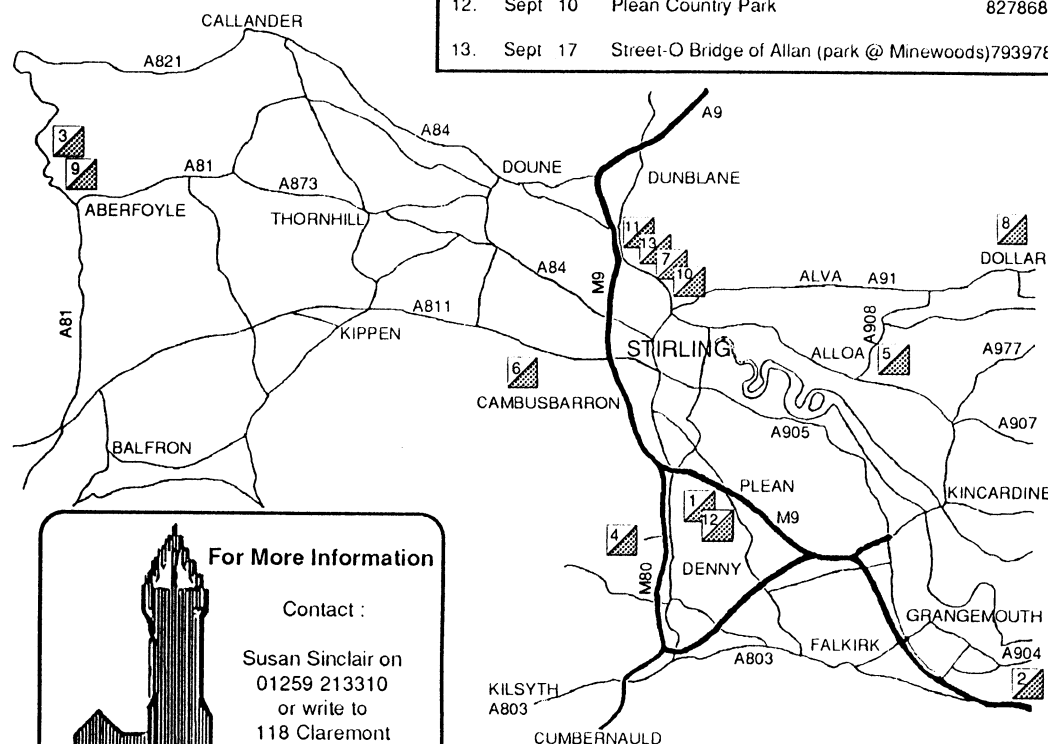 12. Sept 10 Plean Country Park 827868
13. Sept 17 Street-O Bridge of Allan (park @ Minewoods)793978
CALLANDER
A821
A9
A84
3
9
A81
DOUNE
DUNBLANE
A873
ABERFOYLE
THORNHILL
11
13
7
10
8
DOLLAR
A84
M9
ALVA A91
A81
A811
KIPPEN
A908
STIRLING
ALLOA
5
A977
6
CAMBUSBARRON
A907
A905
BALFRON
PLEAN
KINCARDINE
1
12
M9
4
M80
DENNY
GRANGEMOUTH
FALKIRK
A803
A904
2
KILSYTH
A803
CUMBERNAULD
For More Information
Contact :
Susan Sinclair on
01259 213310
or write to
118 Claremont